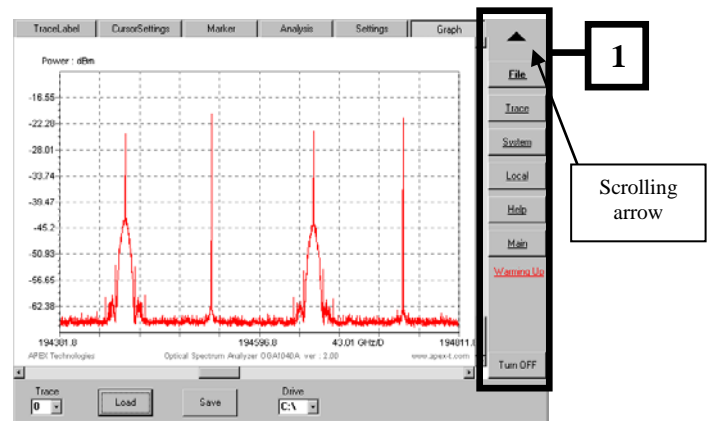 TraceLabel CursorSettings Marker Analysis Settings Graph
Power : dBm
-16.55
-22.28
-28.01
-33.74
-39.47
-45.2
-50.93
-56.65
-62.38
194381.0 194596.0 43.01 GHz/D 194811.0
APEX Technologies Optical Spectrum Analyzer OSA1040A ver : 2.00 www.apex-t.com
Trace Drive
0 Load Save C:\
File
Trace
System
Local
Help
Main
Warming Up
Turn OFF
1
Scrolling
arrow